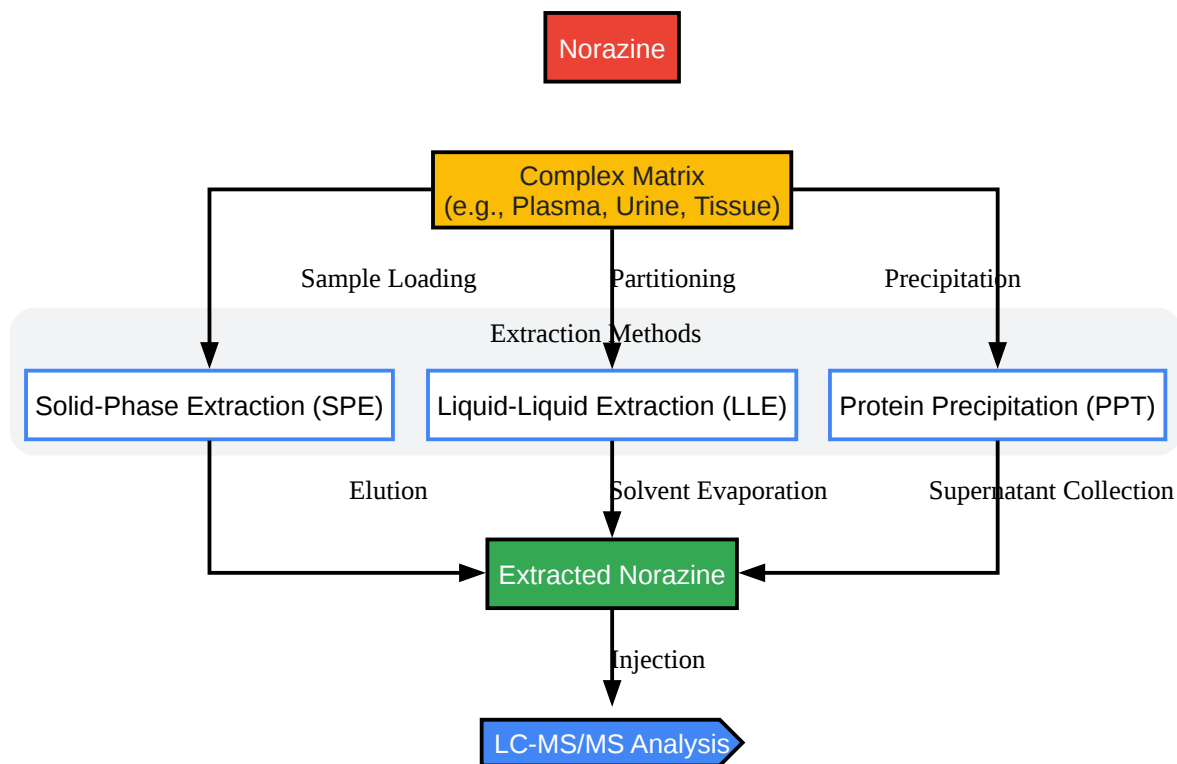 Norazine
Complex Matrix
(e.g., Plasma, Urine, Tissue)
Sample Loading
Partitioning
Precipitation
Extraction Methods
Solid-Phase Extraction (SPE)
Liquid-Liquid Extraction (LLE)
Protein Precipitation (PPT)
Elution
Solvent Evaporation
Supernatant Collection
Extracted Norazine
Injection
LC-MS/MS Analysis